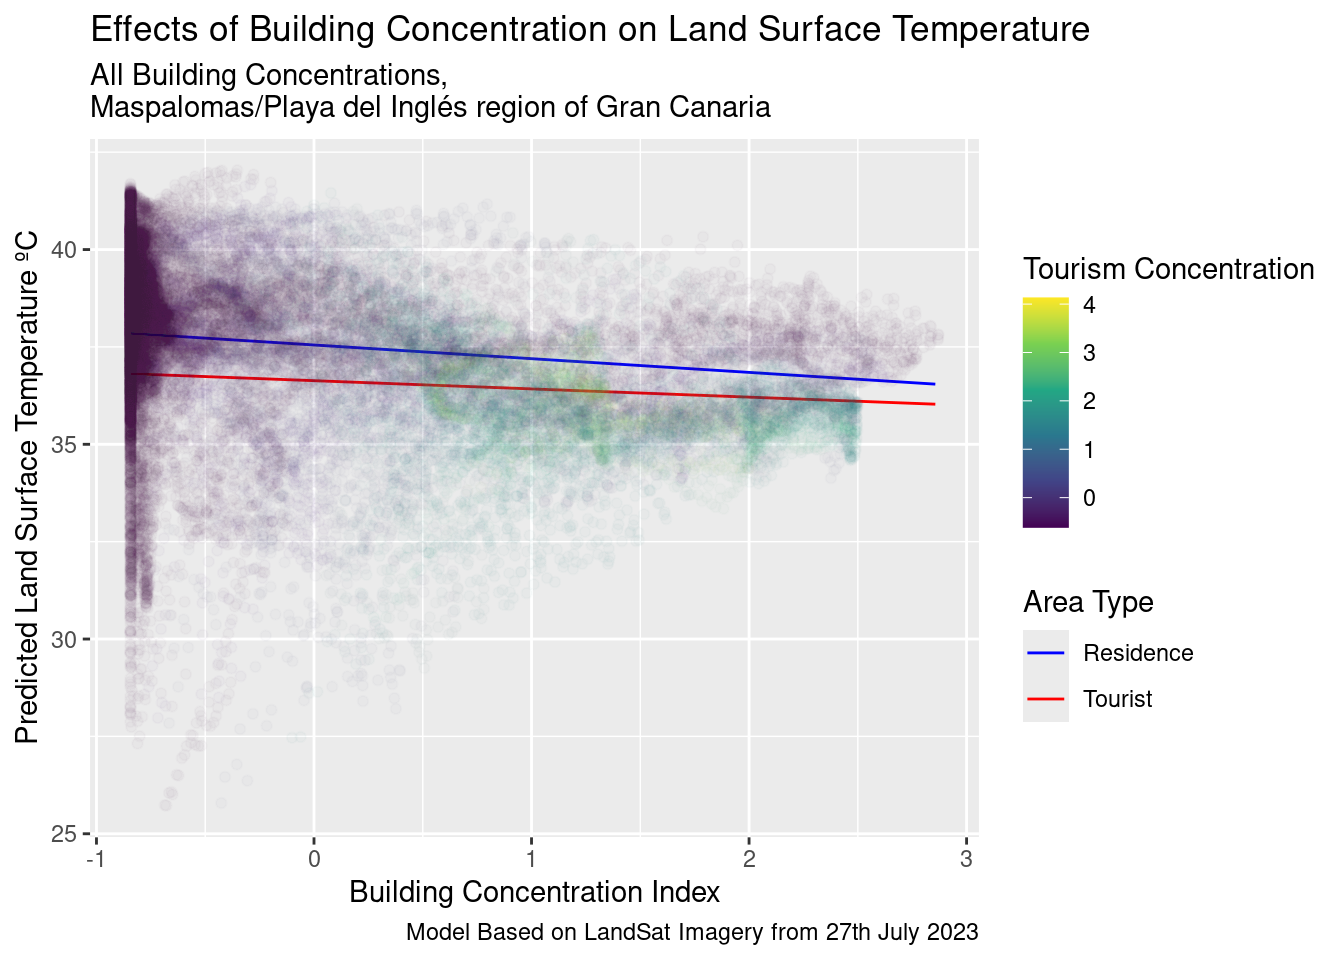 Effects of Building Concentration on Land Surface Temperature
All Building Concentrations,
Maspalomas/Playa del Inglés region of Gran Canaria
Predicted Land Surface Temperature ºC
40
35
30
25
-1
0
1
2
3
Building Concentration Index
Model Based on LandSat Imagery from 27th July 2023
Tourism Concentration
4
3
2
1
0
Area Type
Residence
Tourist